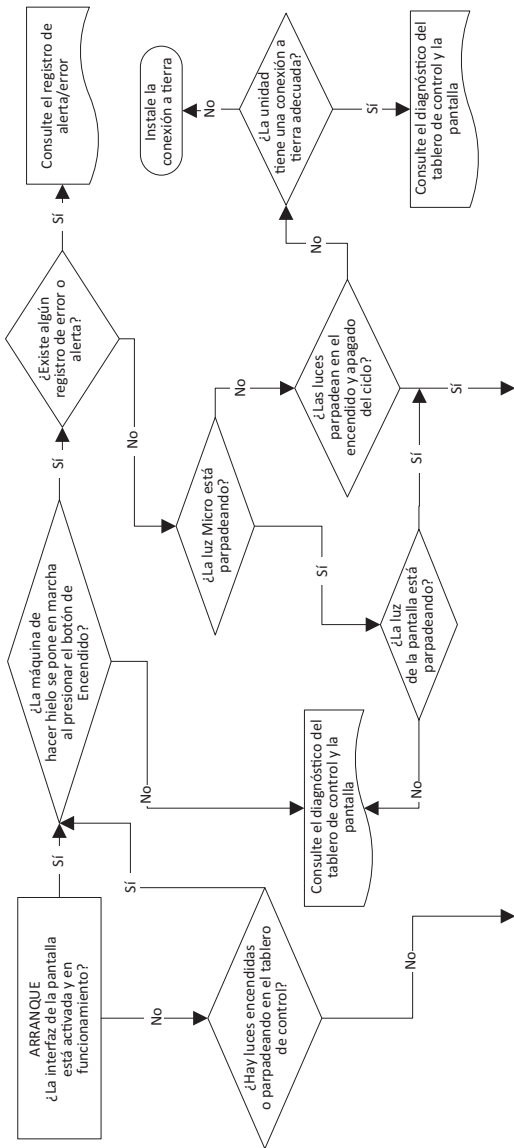 ARRANQUE
¿La interfaz de la pantalla
está activada y en
funcionamiento?
Sí
No
¿La máquina de
hacer hielo se pone en marcha
al presionar el botón de
Encendido?
Sí
No
¿Existe algún
registro de error o
alerta?
Sí
No
Consulte el registro de
alerta/error
¿Hay luces encendidas
o parpadeando en el tablero
de control?
Sí
No
Consulte el diagnóstico del
tablero de control y la
pantalla
¿La luz Micro está
parpadeando?
No
Sí
¿La luz
de la pantalla está
parpadeando?
No
Sí
¿Las luces
parpadean en el
encendido y apagado
del ciclo?
No
Sí
¿La unidad
tiene una conexión a
tierra adecuada?
No
Sí
Instale la
conexión a tierra
Consulte el diagnóstico del
tablero de control y la
pantalla